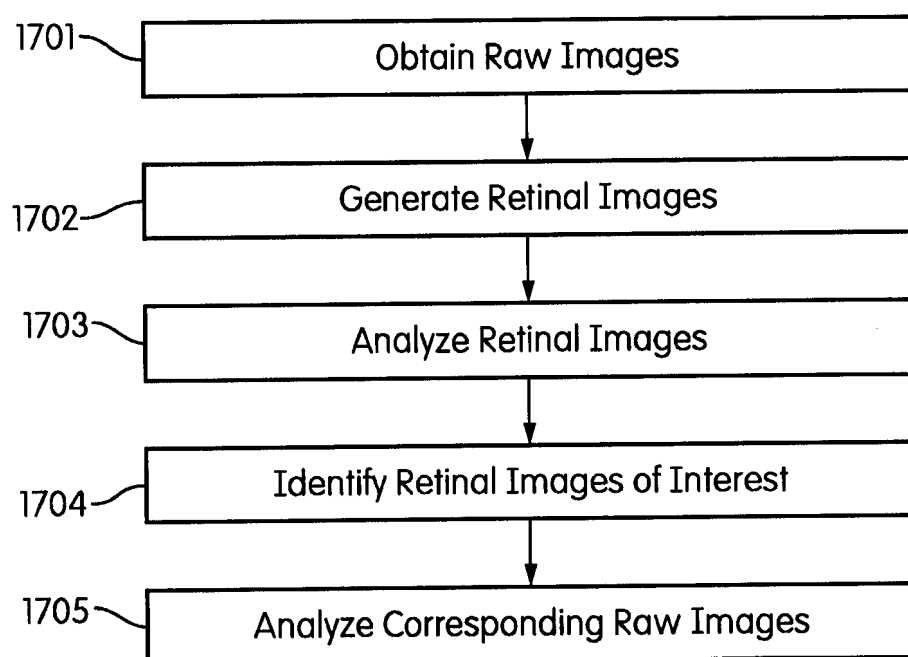 1701
Obtain Raw Images
1702
Generate Retinal Images
1703
Analyze Retinal Images
1704
Identify Retinal Images of Interest
1705
Analyze Corresponding Raw Images